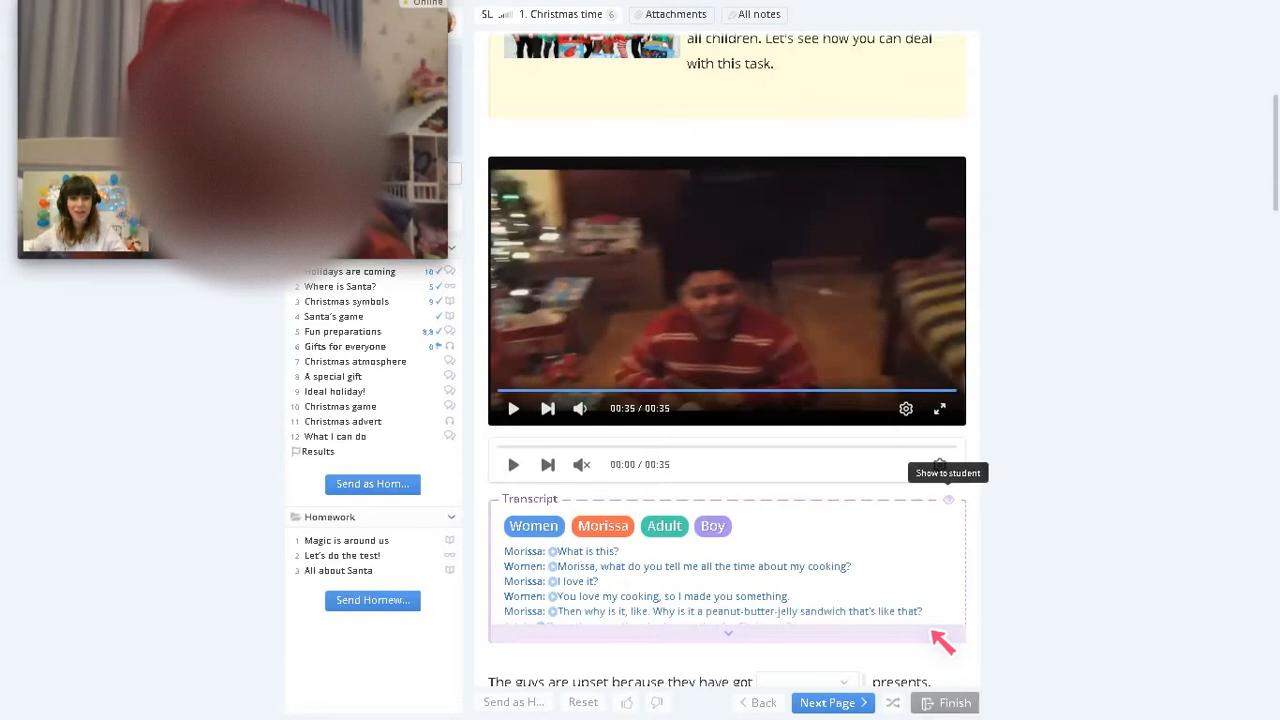 Online
SL 1. Christmas time 6
Attachments
All notes
all children. Let's see how you can deal
with this task.
Holidays are coming 10
2 Where is Santa? 5
3 Christmas symbols 9
4 Santa's game
5 Fun preparations 8,8
6 Gifts for everyone 0
7 Christmas atmosphere
8 A special gift
9 Ideal holiday!
10 Christmas game
11 Christmas advert
12 What I can do
Results
Send as Hom...
Homework
1 Magic is around us
2 Let's do the test!
3 All about Santa
Send Homew...
00:35 / 00:35
00:00 / 00:35
Show to student
Transcript
Women Morissa Adult Boy
Morissa: What is this?
Women: Morissa, what do you tell me all the time about my cooking?
Morissa: I love it?
Women: You love my cooking, so I made you something.
Morissa: Then why is it, like. Why is it a peanut-butter-jelly sandwich that's like that?
The guys are upset because they have got presents.
Send as H... Reset Back Next Page Finish